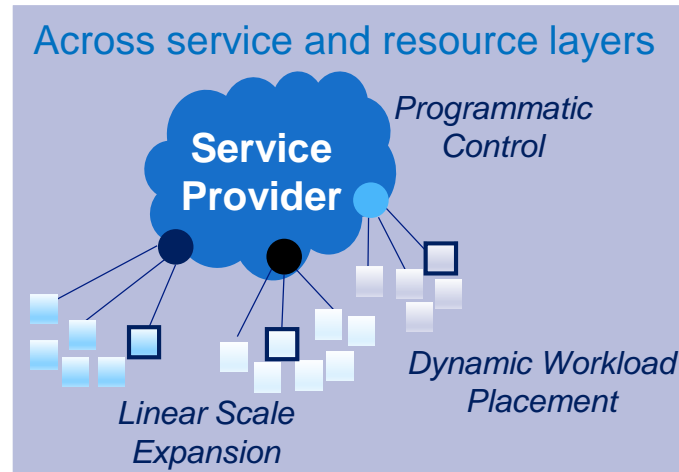 Across service and resource layers
Programmatic
Control
Service
Provider
Dynamic Workload
Placement
Linear Scale
Expansion